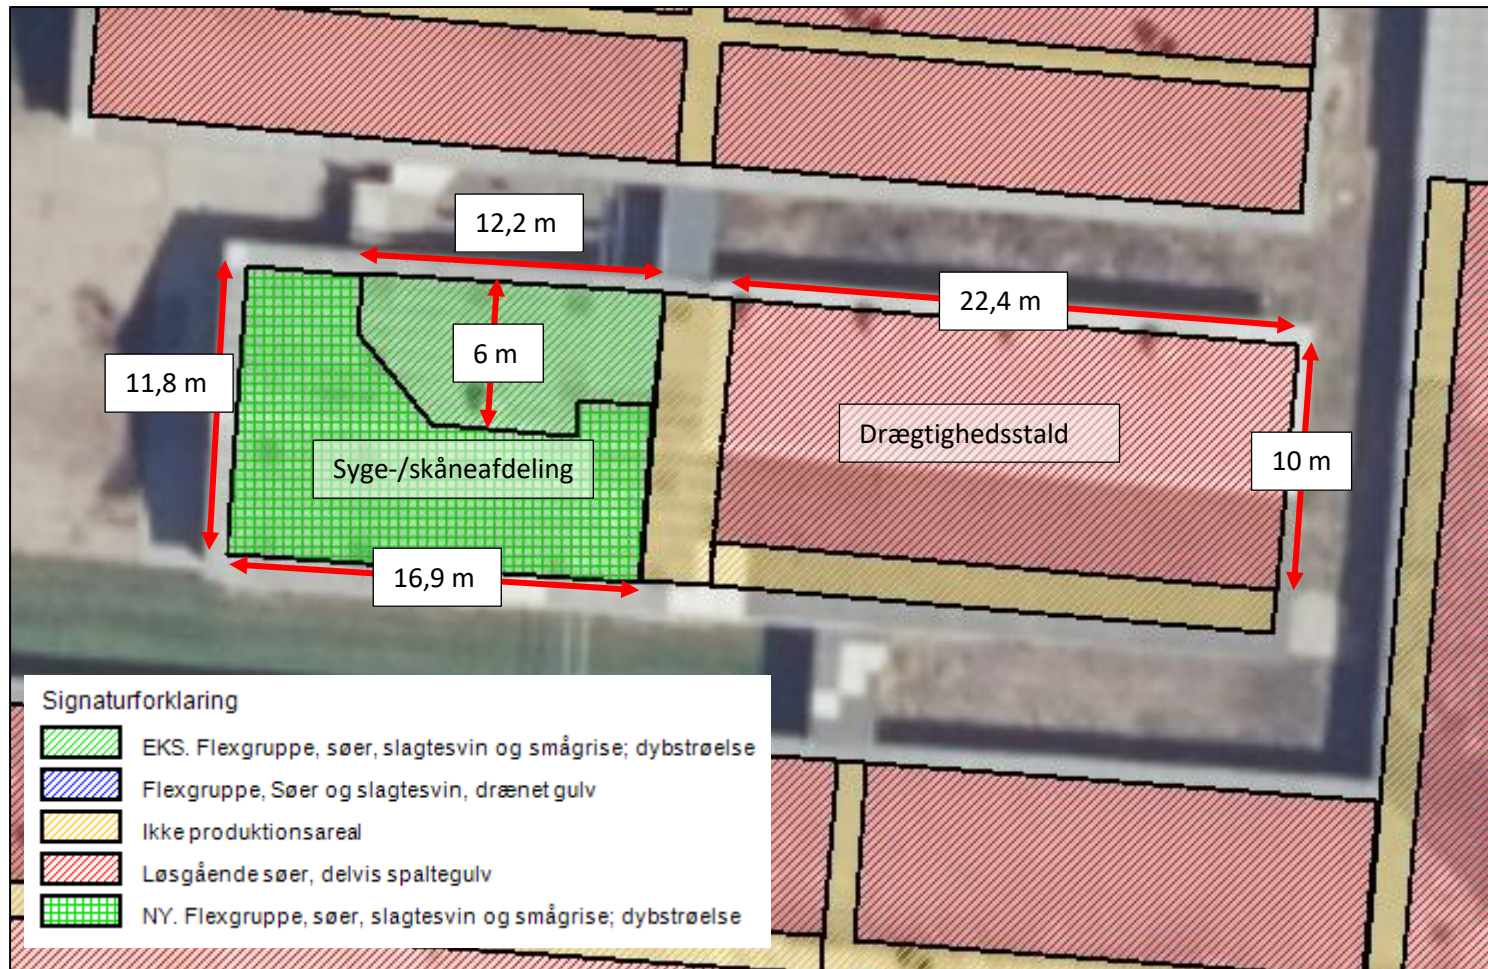 12,2 m
22,4 m
6 m
11,8 m
Drægtighedsstald
Syge-/skåneafdeling
10 m
16,9 m
Signaturforklaring
EKS. Flexgruppe, søer, slagtesvin og smågrise; dybstrøelse
Flexgruppe, Søer og slagtesvin, drænet gulv
Ikke produktionsareal
Løsgående søer, delvis spaltegulv
NY. Flexgruppe, søer, slagtesvin og smågrise; dybstrøelse